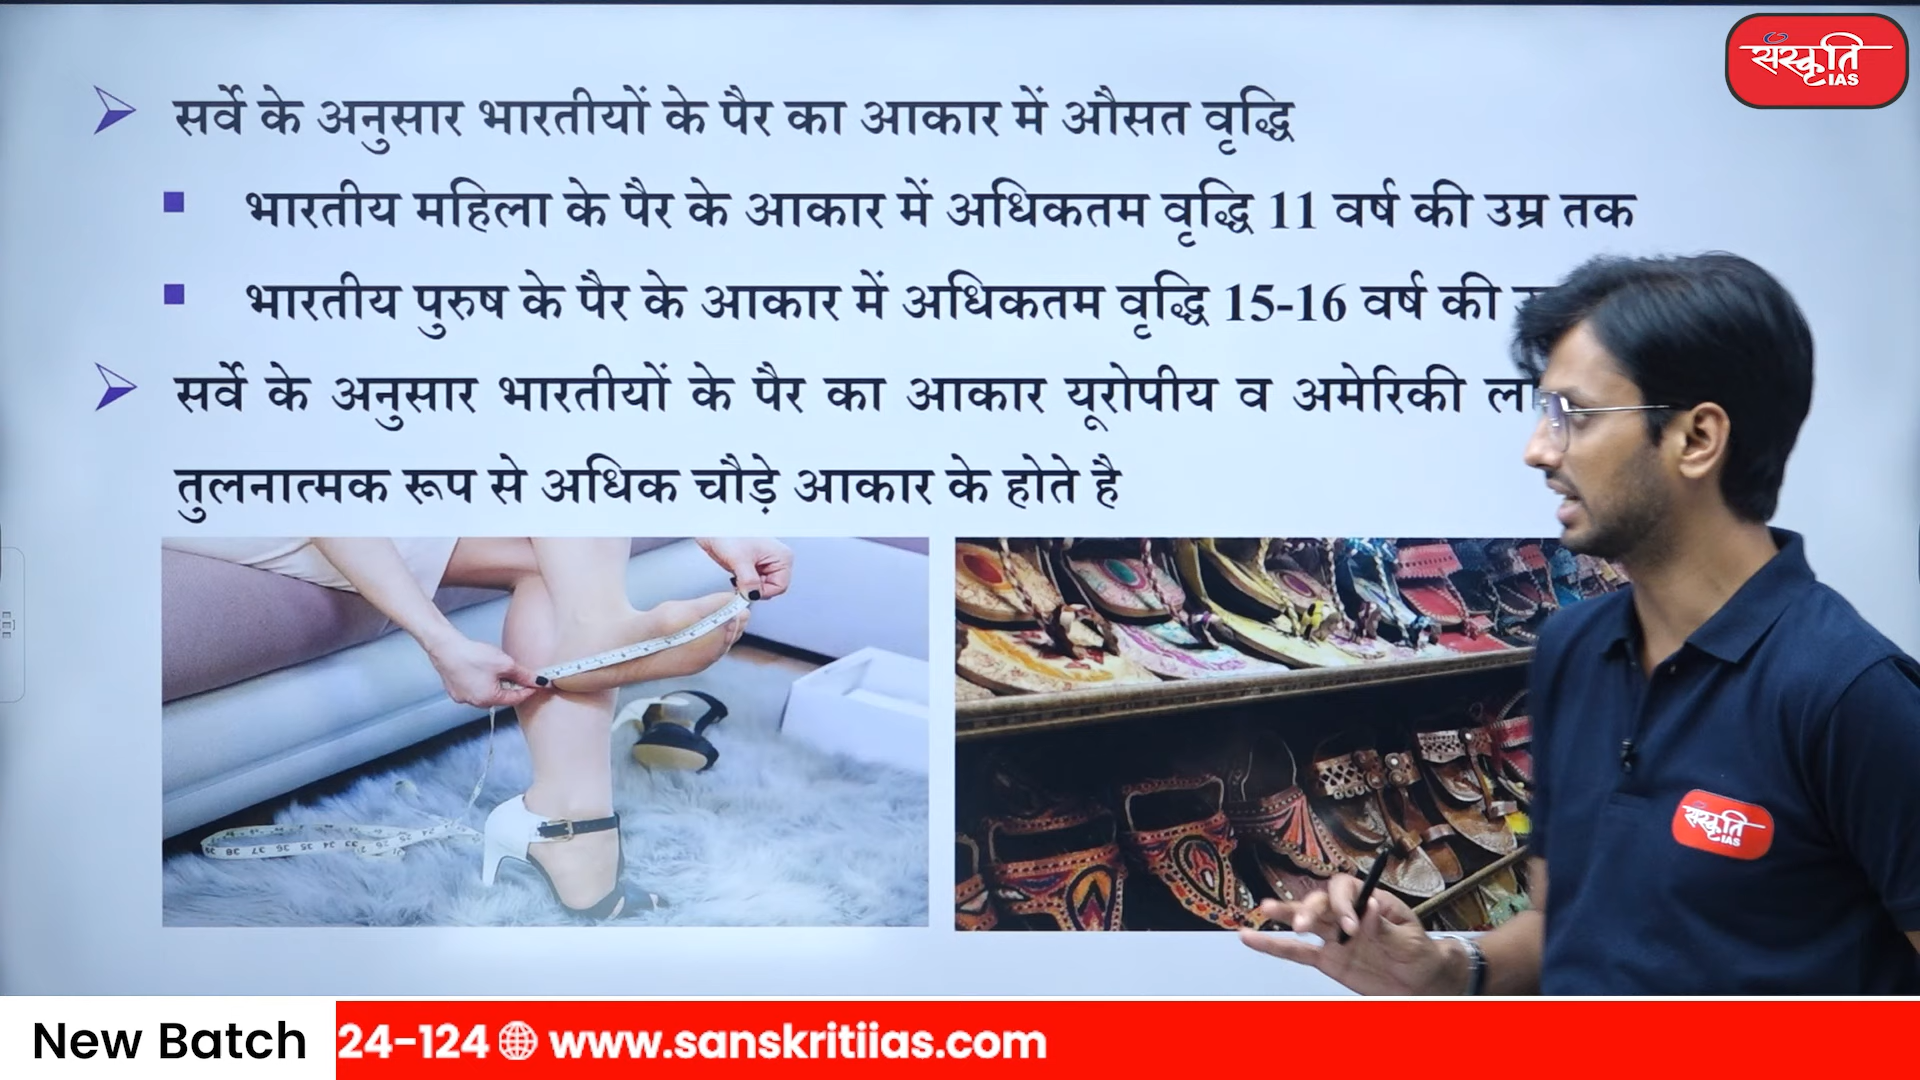 संस्कृति
IAS
सर्वे के अनुसार भारतीयों के पैर का आकार में औसत वृद्धि
भारतीय महिला के पैर के आकार में अधिकतम वृद्धि 11 वर्ष की उम्र तक
भारतीय पुरुष के पैर के आकार में अधिकतम वृद्धि 15-16 वर्ष की
सर्वे के अनुसार भारतीयों के पैर का आकार यूरोपीय व अमेरिकी
तुलनात्मक रूप से अधिक चौड़े आकार के होते है
संस्कृति
IAS
New Batch
24-124 www.sanskritiias.com